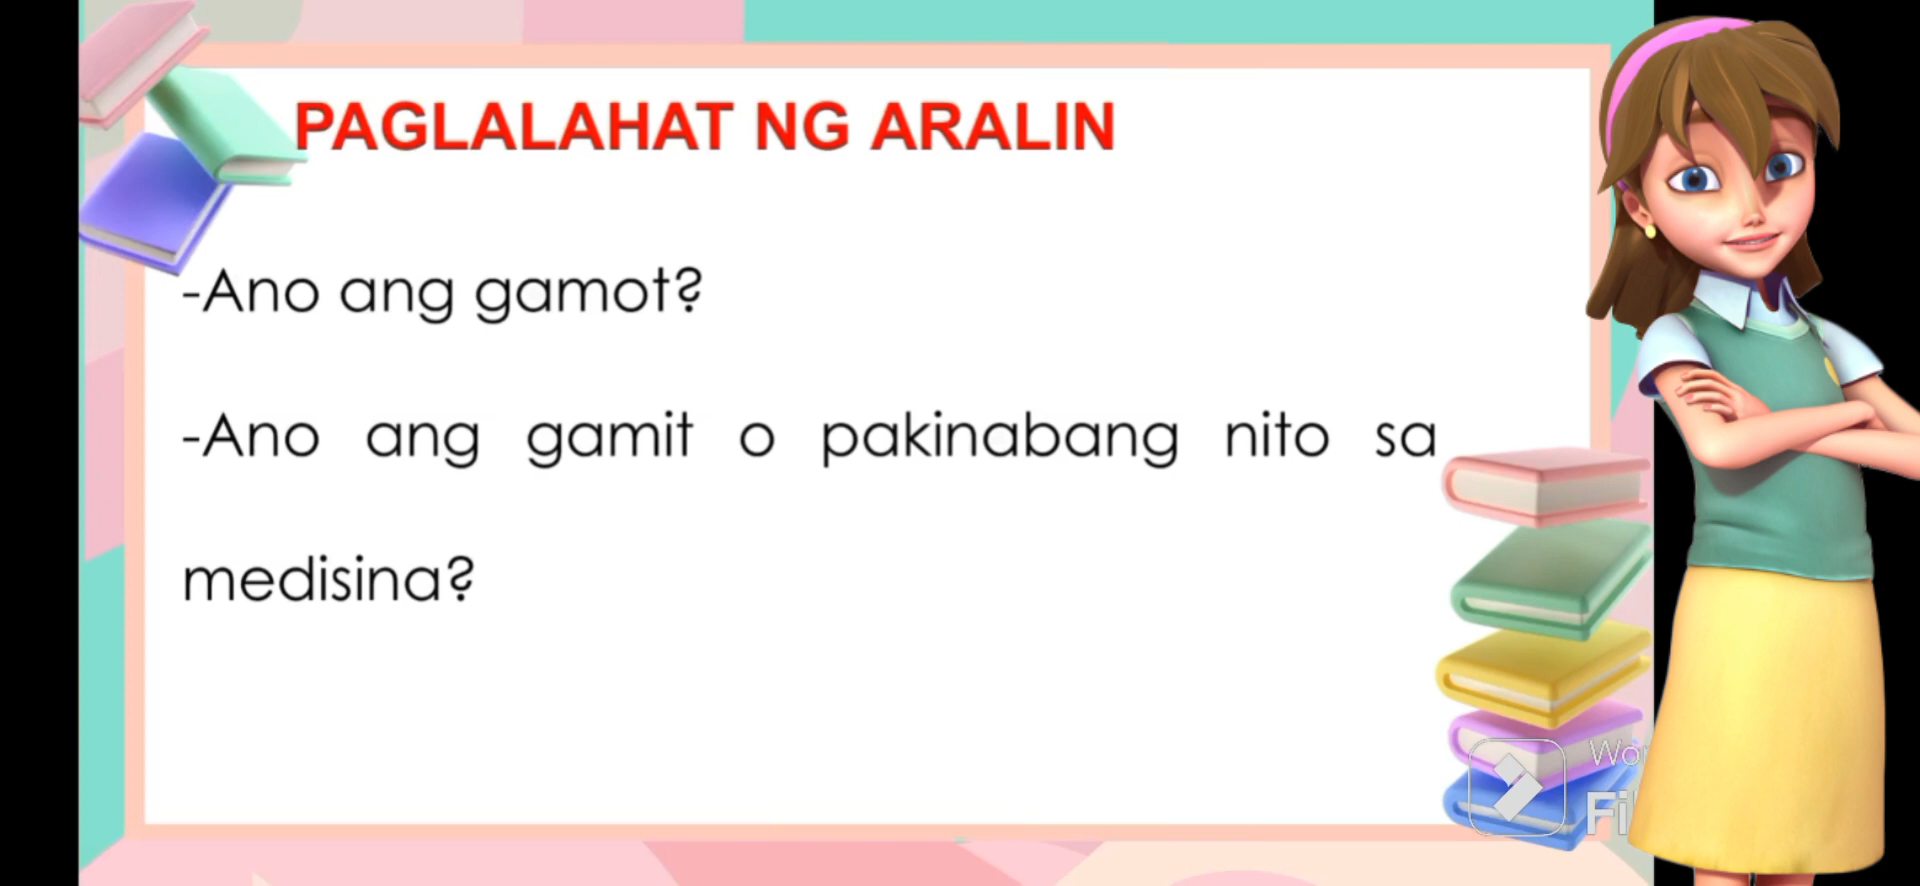 PAGLALAHAT NG ARALIN
-Ano ang gamot?
-Ano ang gamit o pakinabang nito sa
medisina?